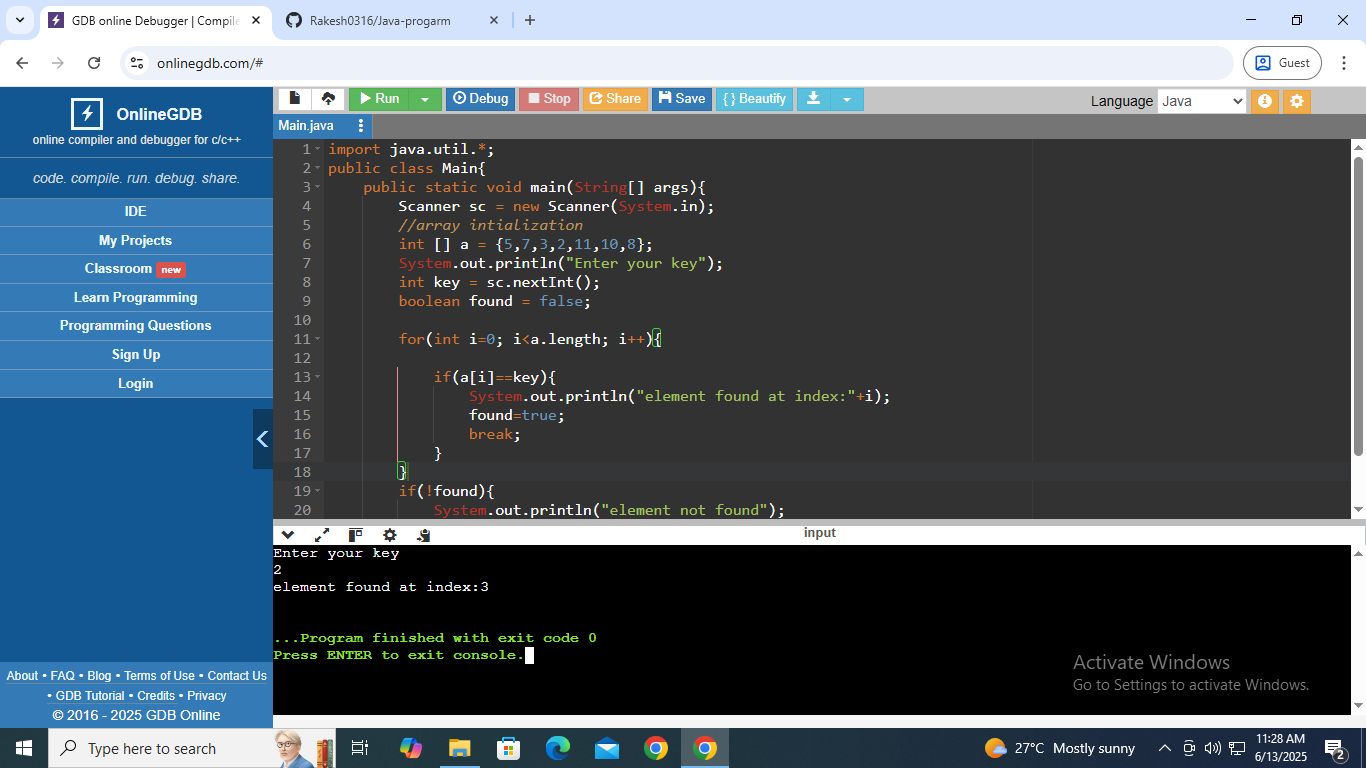 GDB online Debugger | Compile
Rakesh0316/Java-progarm
onlinegdb.com/#
Guest
OnlineGDB
online compiler and debugger for c/c++
code. compile. run. debug. share.
IDE
My Projects
Classroom new
Learn Programming
Programming Questions
Sign Up
Login
About • FAQ • Blog • Terms of Use • Contact Us
• GDB Tutorial • Credits • Privacy
© 2016 - 2025 GDB Online
Run Debug Stop Share Save { } Beautify
Language Java
Main.java
1 import java.util.*;
2 public class Main{
3 public static void main(String[] args){
4 Scanner sc = new Scanner(System.in);
5 //array intialization
6 int [] a = {5,7,3,2,11,10,8};
7 System.out.println("Enter your key");
8 int key = sc.nextInt();
9 boolean found = false;
10
11 for(int i=0; i<a.length; i++){
12
13 if(a[i]==key){
14 System.out.println("element found at index:"+i);
15 found=true;
16 break;
17 }
18 }
19 if(!found){
20 System.out.println("element not found");
input
Enter your key
2
element found at index:3
...Program finished with exit code 0
Press ENTER to exit console.
Activate Windows
Go to Settings to activate Windows.
Type here to search
27°C Mostly sunny
11:28 AM
6/13/2025
2